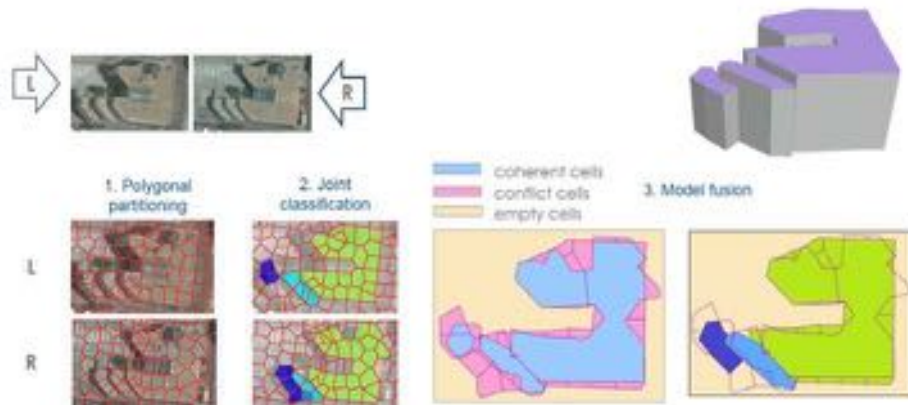 L
R
1. Polygonal
partitioning
2. Joint
classification
coherent cells
conflict cells
empty cells
3. Model fusion
L
R